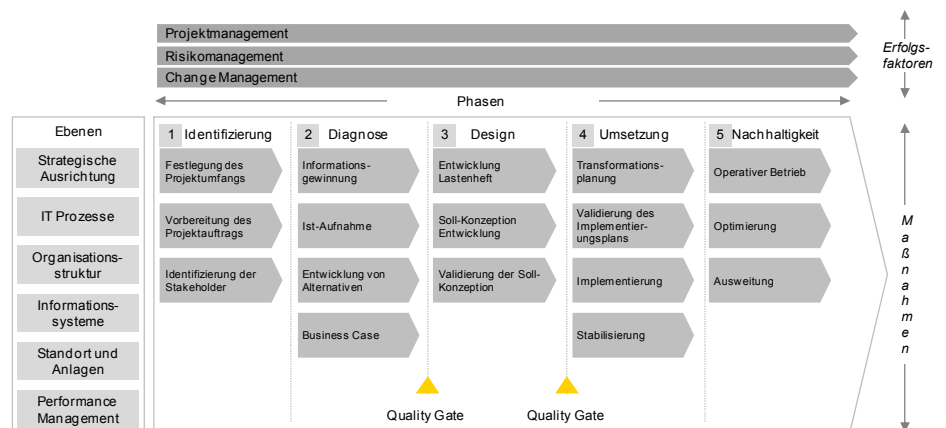 Projektmanagement
Risikomanagement
Change Management
Erfolgs-
faktoren
Phasen
Ebenen
Strategische
Ausrichtung
IT Prozesse
Organisations-
struktur
Informations-
systeme
Standort und
Anlagen
Performance
Management
1 Identifizierung
Festlegung des
Projektumfangs
Vorbereitung des
Projektauftrags
Identifizierung der
Stakeholder
2 Diagnose
Informations-
gewinnung
Ist-Aufnahme
Entwicklung von
Alternativen
Business Case
3 Design
Entwicklung
Lastenheft
Soll-Konzeption
Entwicklung
Validierung der Soll-
Konzeption
4 Umsetzung
Transformations-
planung
Validierung des
Implementier-
ungsplans
Implementierung
Stabilisierung
5 Nachhaltigkeit
Operativer Betrieb
Optimierung
Ausweitung
Quality Gate
Quality Gate
Maßnahmen